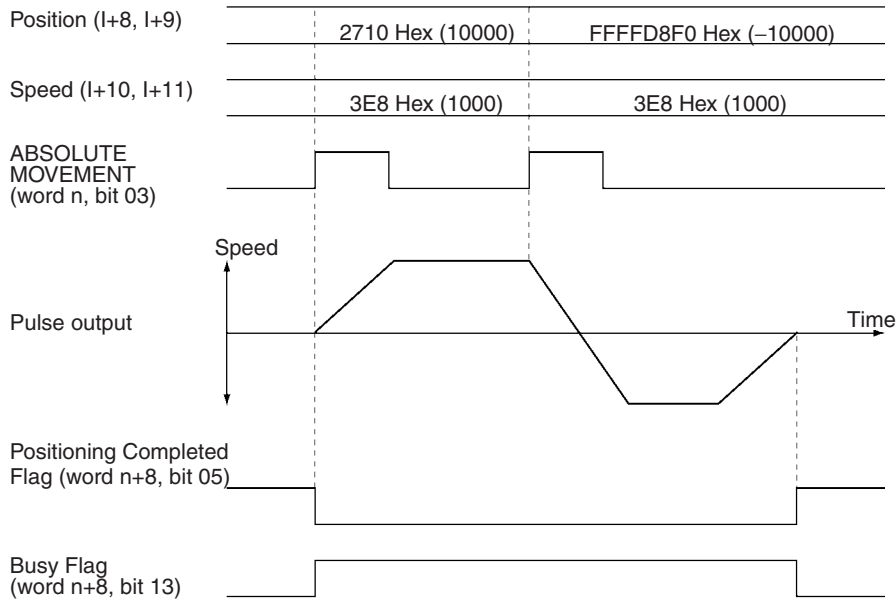 Position (I+8, I+9)
2710 Hex (10000)
FFFFD8F0 Hex (−10000)
Speed (I+10, I+11)
3E8 Hex (1000)
3E8 Hex (1000)
ABSOLUTE
MOVEMENT
(word n, bit 03)
Speed
Pulse output
Time
Positioning Completed
Flag (word n+8, bit 05)
Busy Flag
(word n+8, bit 13)